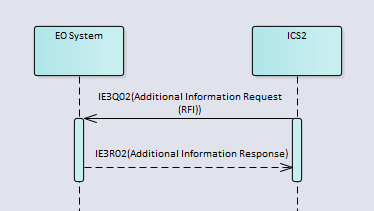 EO System
ICS2
IE3Q02(Additional Information Request
(RFI))
IE3R02(Additional Information Response)